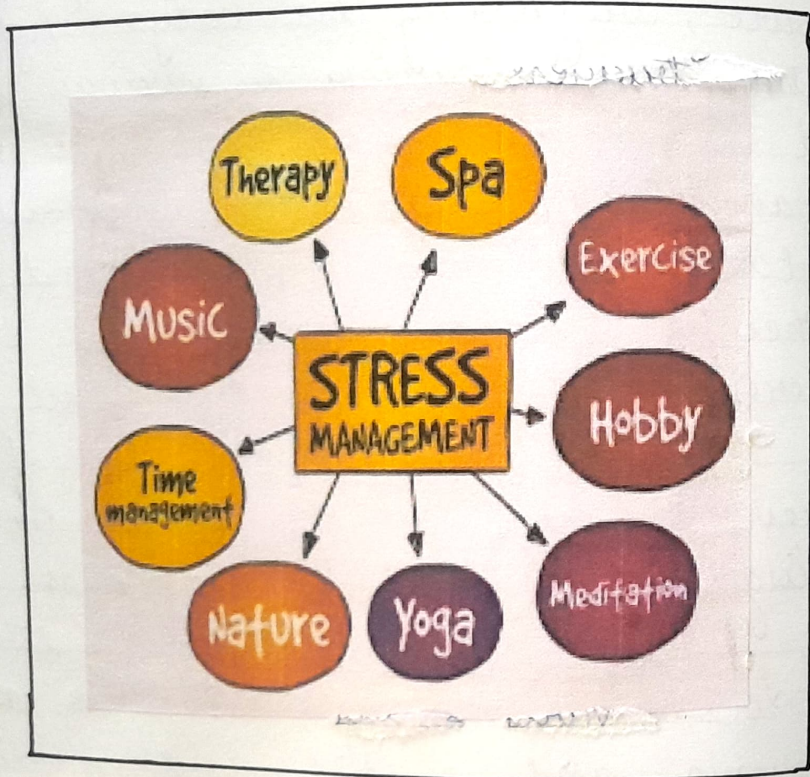 Therapy
Spa
Exercise
Music
STRESS
MANAGEMENT
Hobby
Time
management
Meditation
Nature
Yoga